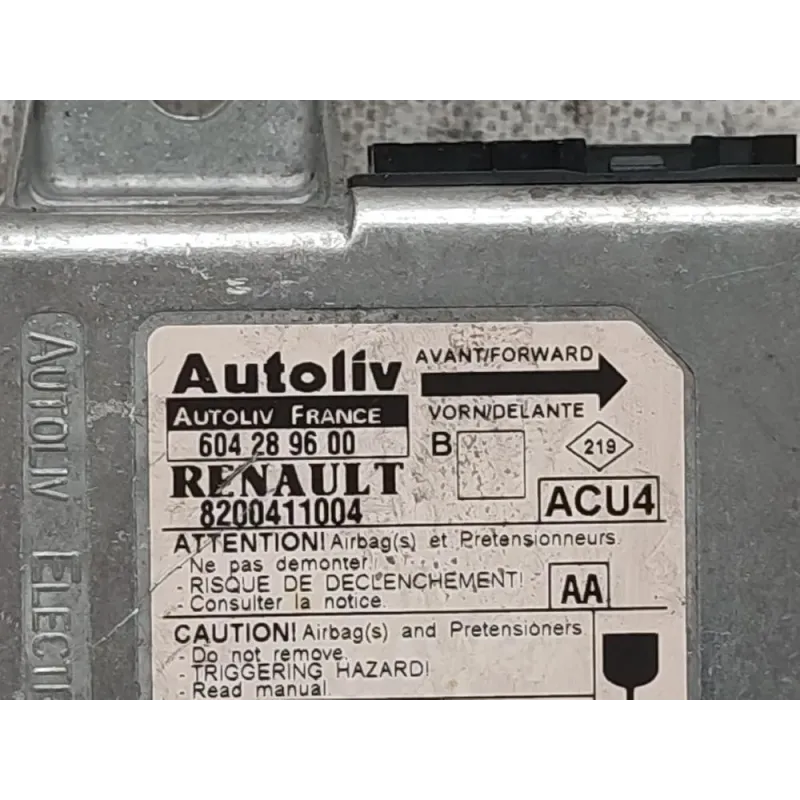 Autoliv
AUTOLIV FRANCE
604 28 96 00
RENAULT
8200411004
AVANT/FORWARD
VORN/DELANTE
B
219
ACU4
ATTENTION! Airbag(s) et Pretensionneurs
- Ne pas demonter.
- RISQUE DE DECLENCHEMENT!
- Consulter la notice.
AA
CAUTION! Airbag(s) and Pretensioners
- Do not remove.
- TRIGGERING HAZARD!
- Read manual
AUTOLIV